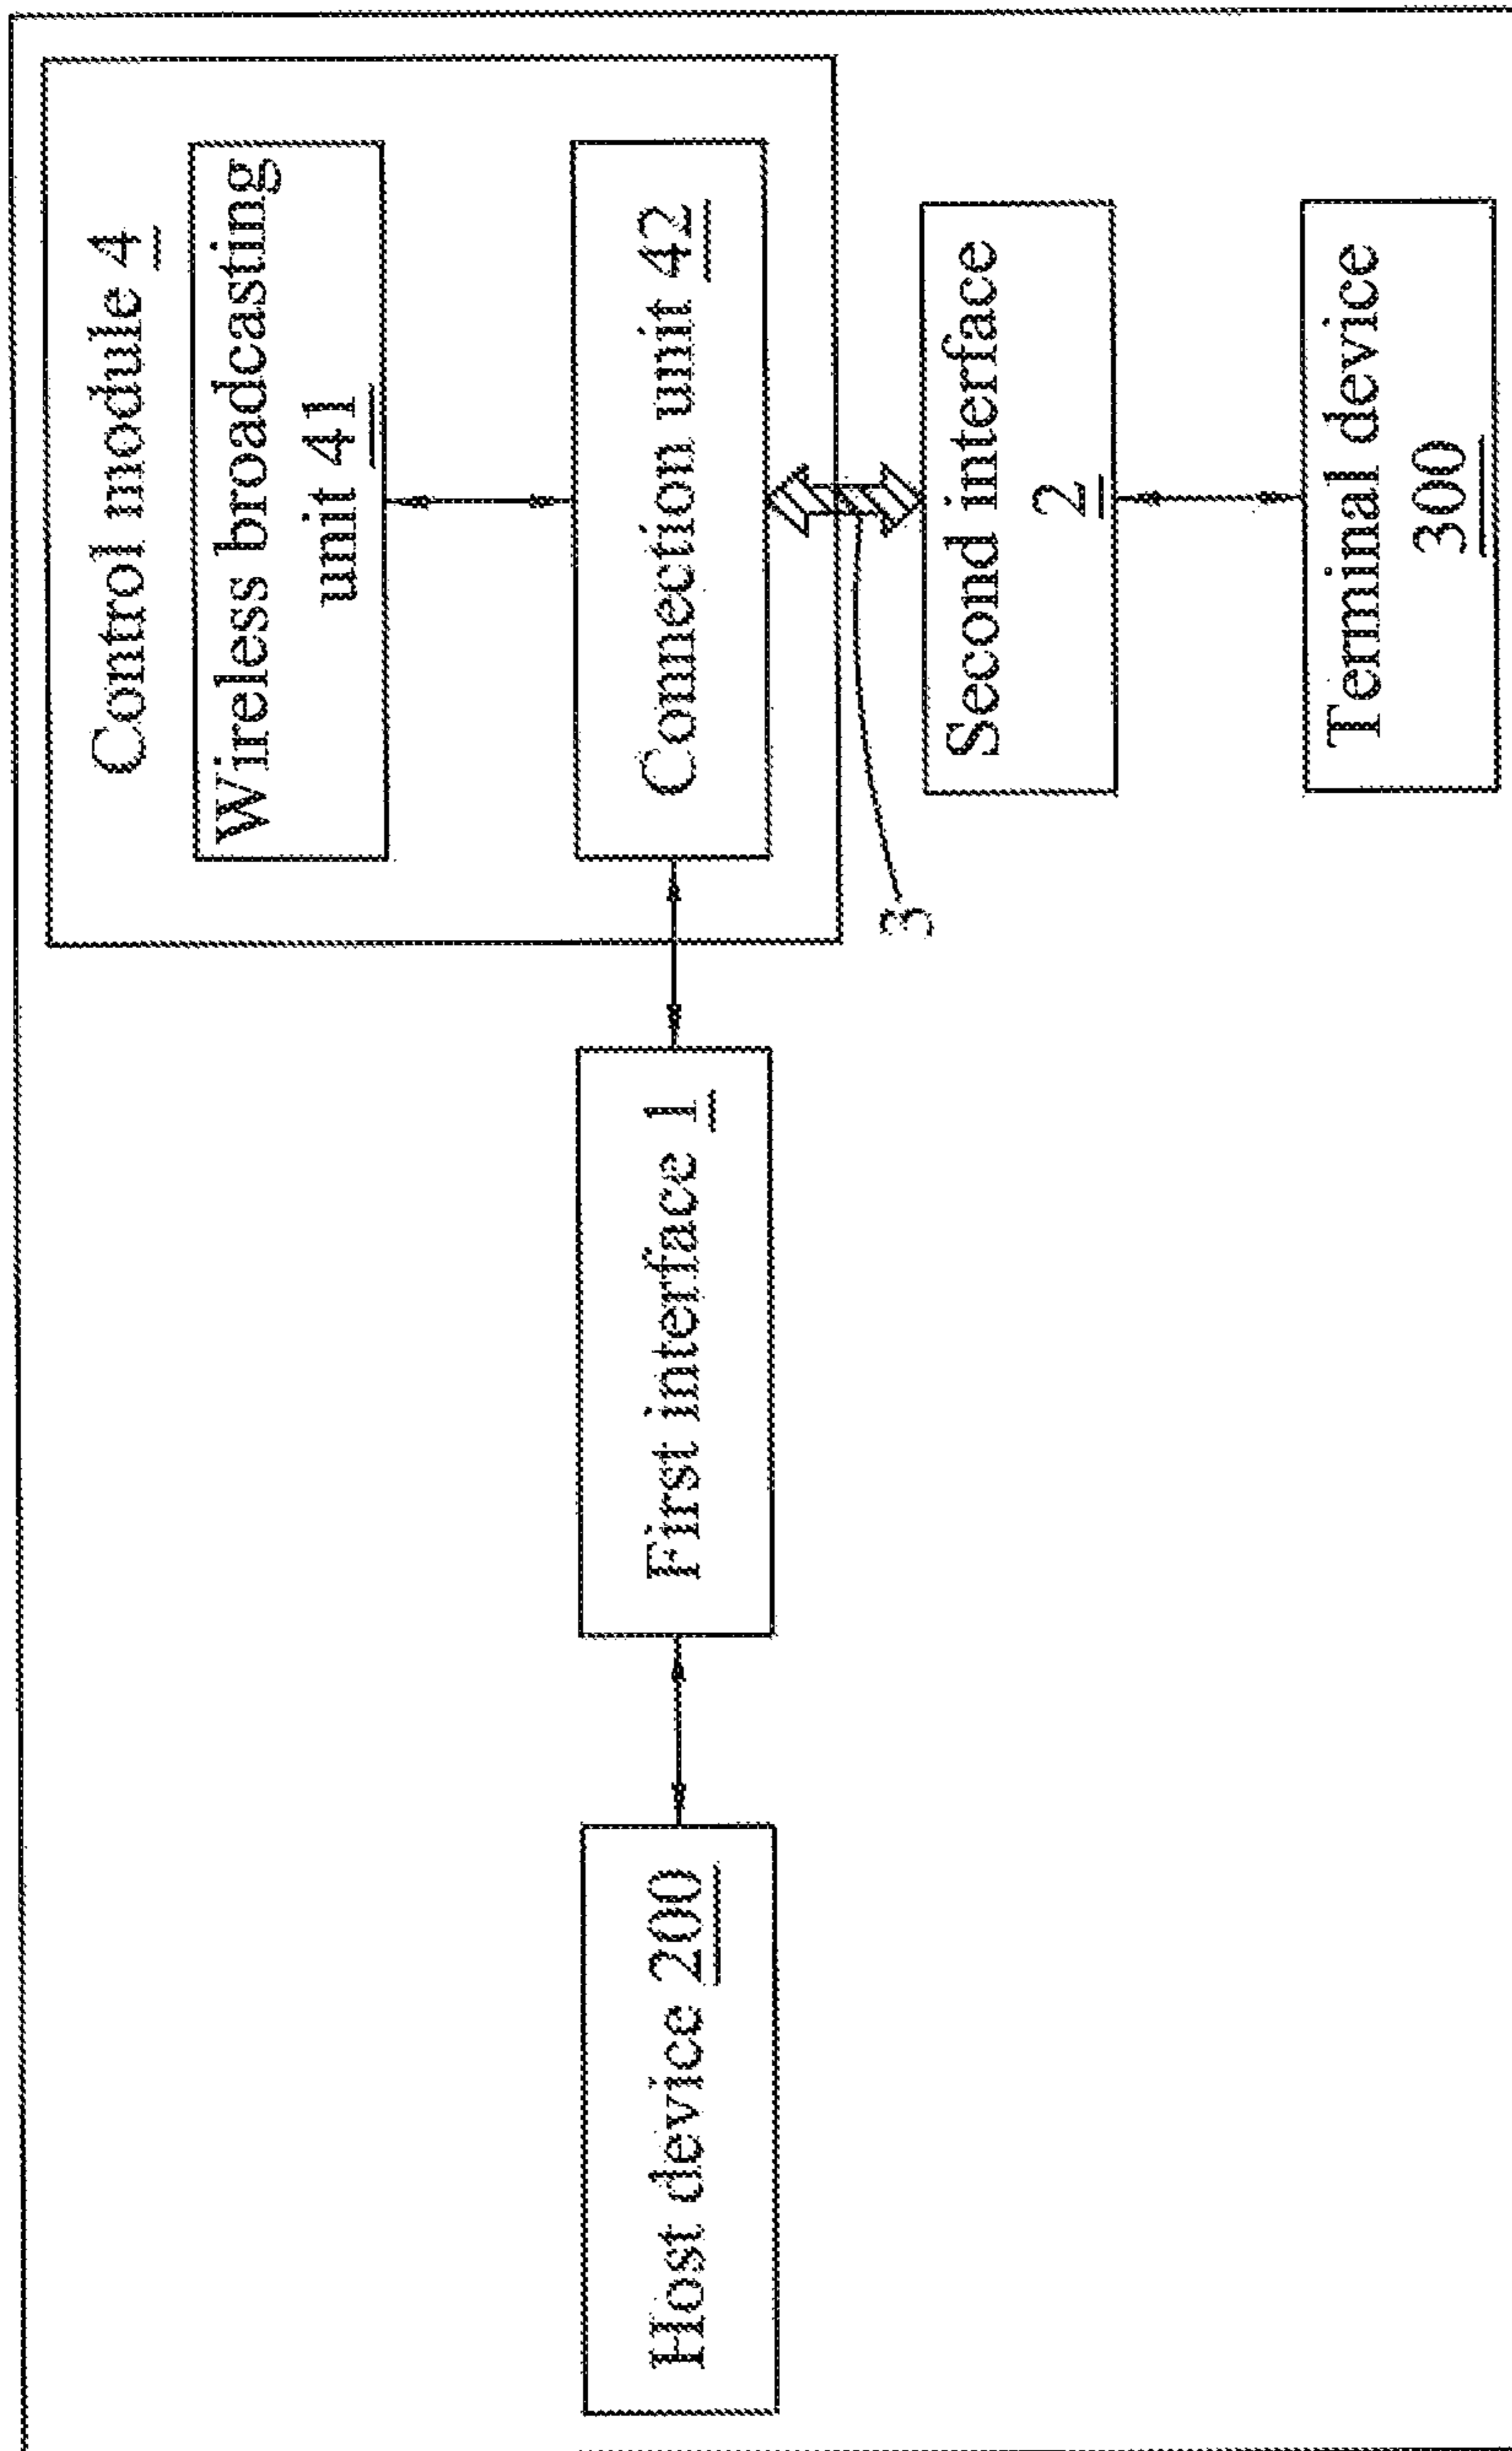 Control module 4
Wireless broadcasting
unit 41
Connection unit 42
3
First interface 1
Host device 200
Second interface
2
Terminal device
300